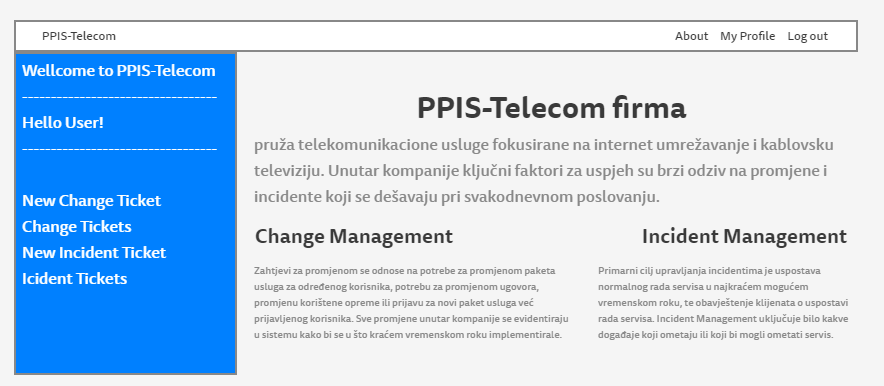 PPIS-Telecom
About My Profile Log out
Wellcome to PPIS-Telecom
-----------------------------------
Hello User!
-----------------------------------
New Change Ticket
Change Tickets
New Incident Ticket
Icident Tickets
PPIS-Telecom firma
pruža telekomunikacione usluge fokusirane na internet umrežavanje i kablovsku
televiziju. Unutar kompanije ključni faktori za uspjeh su brzi odziv na promjene i
incidente koji se dešavaju pri svakodnevnom poslovanju.
Change Management
Zahtjevi za promjenom se odnose na potrebe za promjenom paketa
usluga za određenog korisnika, potrebu za promjenom ugovora,
promjenu korištene opreme ili prijavu za novi paket usluga već
prijavljenog korisnika. Sve promjene unutar kompanije se evidentiraju
u sistemu kako bi se u što kraćem vremenskom roku implementirale.
Incident Management
Primarni cilj upravljanja incidentima je uspostava
normalnog rada servisa u najkraćem mogućem
vremenskom roku, te obavještenje klijenata o uspostavi
rada servisa. Incident Management uključuje bilo kakve
događaje koji ometaju ili koji bi mogli ometati servis.